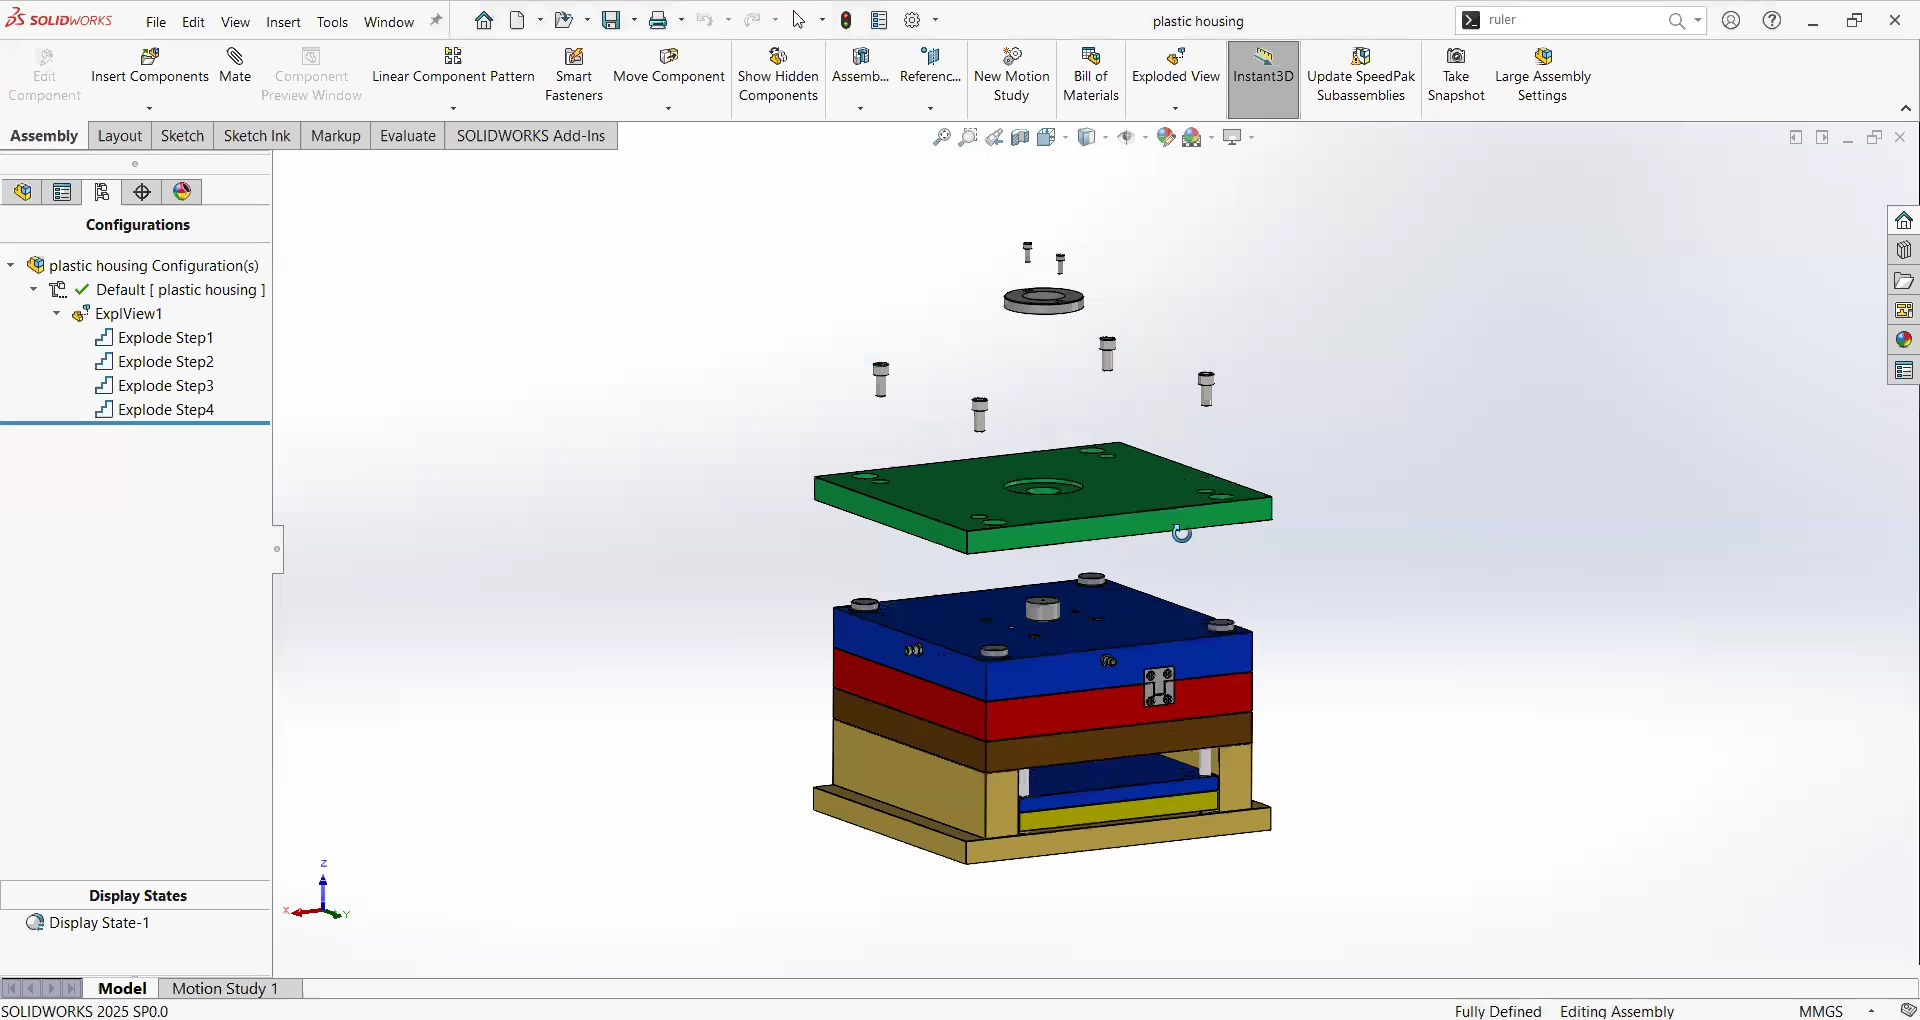 SOLIDWORKS File Edit View Insert Tools Window plastic housing ruler
Edit Component
Insert Components
Mate
Component Preview Window
Linear Component Pattern
Smart Fasteners
Move Component
Show Hidden Components
Assemb...
Referenc...
New Motion Study
Bill of Materials
Exploded View
Instant3D
Update SpeedPak Subassemblies
Take Snapshot
Large Assembly Settings
Assembly Layout Sketch Sketch Ink Markup Evaluate SOLIDWORKS Add-Ins
Configurations
plastic housing Configuration(s)
Default [ plastic housing ]
ExplView1
Explode Step1
Explode Step2
Explode Step3
Explode Step4
Z
X
Y
Display States
Display State-1
Model Motion Study 1
SOLIDWORKS 2025 SP0.0 Fully Defined Editing Assembly MMGS